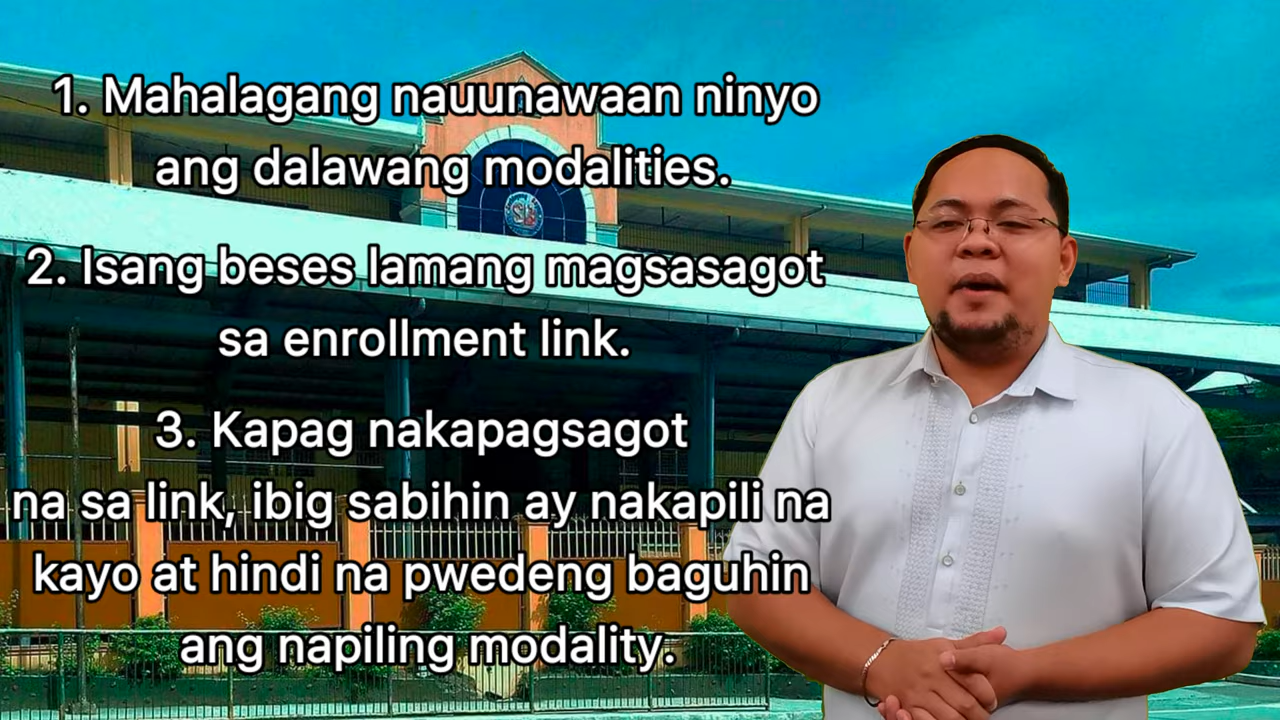 1. Mahalagang nauunawaan ninyo
ang dalawang modalities.
2. Isang beses lamang magsasagot
sa enrollment link.
3. Kapag nakapagsagot
na sa link, ibig sabihin ay nakapili na
kayo at hindi na pwedeng baguhin
ang napiling modality.